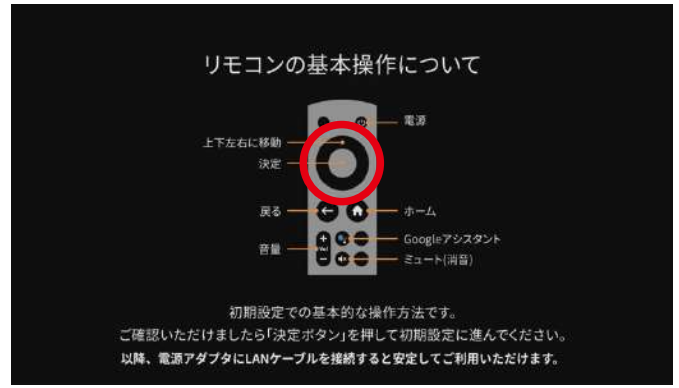 リモコンの基本操作について
電源
上下左右に移動
決定
戻る
ホーム
Googleアシスタント
音量
+
Vol
−
ミュート(消音)
初期設定での基本的な操作方法です。
ご確認いただけましたら「決定ボタン」を押して初期設定に進んでください。
以降、電源アダプタにLANケーブルを接続すると安定してご利用いただけます。